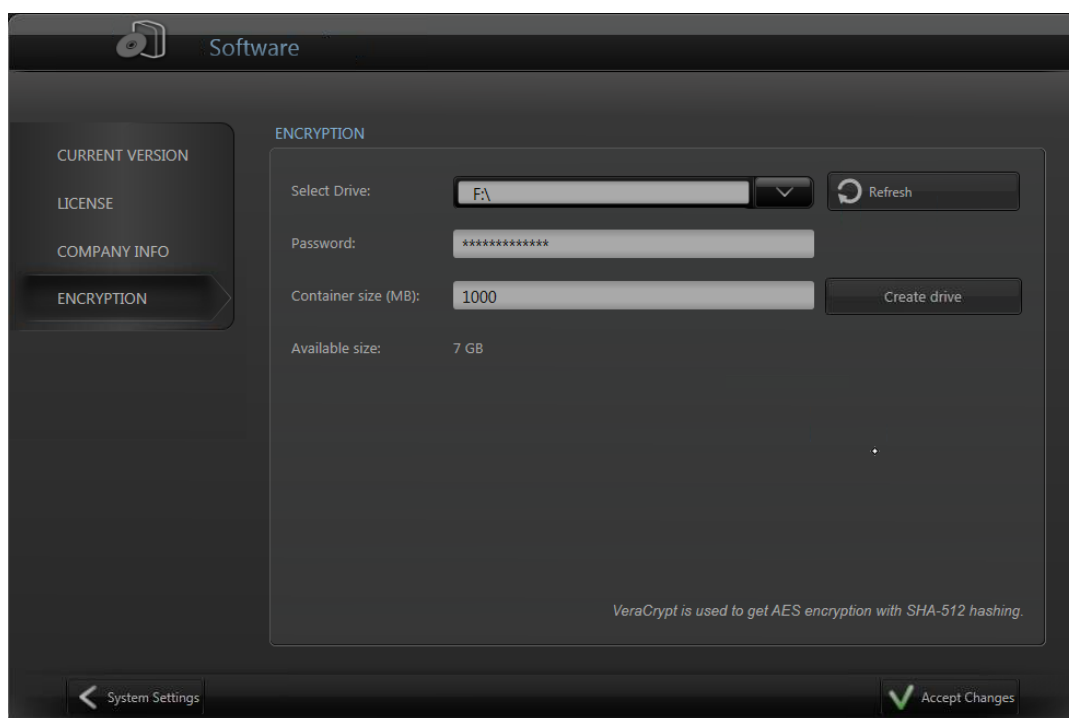 Software
CURRENT VERSION
LICENSE
COMPANY INFO
ENCRYPTION
ENCRYPTION
Select Drive:
F:\
Refresh
Password:
*************
Container size (MB):
1000
Create drive
Available size:
7 GB
VeraCrypt is used to get AES encryption with SHA-512 hashing.
System Settings
Accept Changes